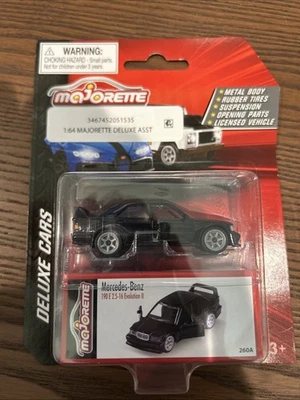 WARNING:
CHOKING HAZARD - Small parts.
Not for children under 3 years.
majorette
METAL BODY
RUBBER TIRES
SUSPENSION
OPENING PARTS
LICENSED VEHICLE
3467452051535
1:64 MAJORETTE DELUXE ASST
DELUXE CARS
Mercedes-Benz
190 E 2.5-16 Evolution II
majorette
260A
3+